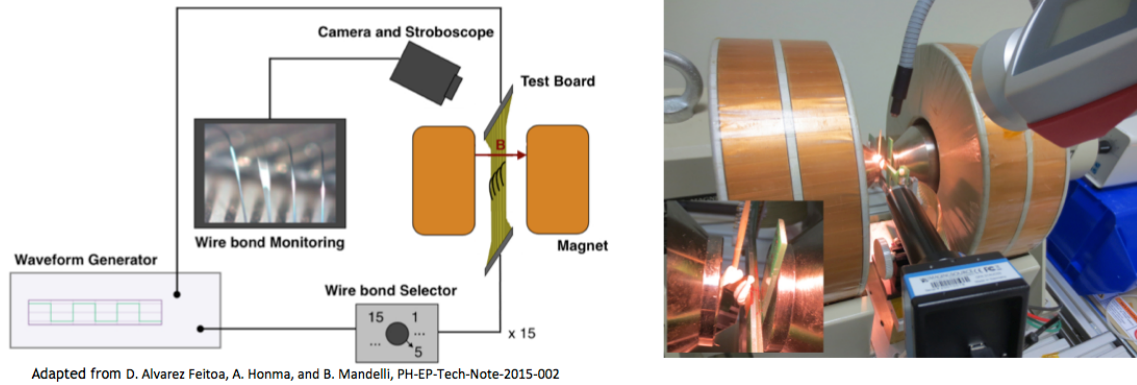 Camera and Stroboscope
Test Board
B
Wire bond Monitoring
Magnet
Waveform Generator
Wire bond Selector
15 1
... ...
5
x 15
Adapted from D. Alvarez Feitoa, A. Honma, and B. Mandelli, PH-EP-Tech-Note-2015-002
FC